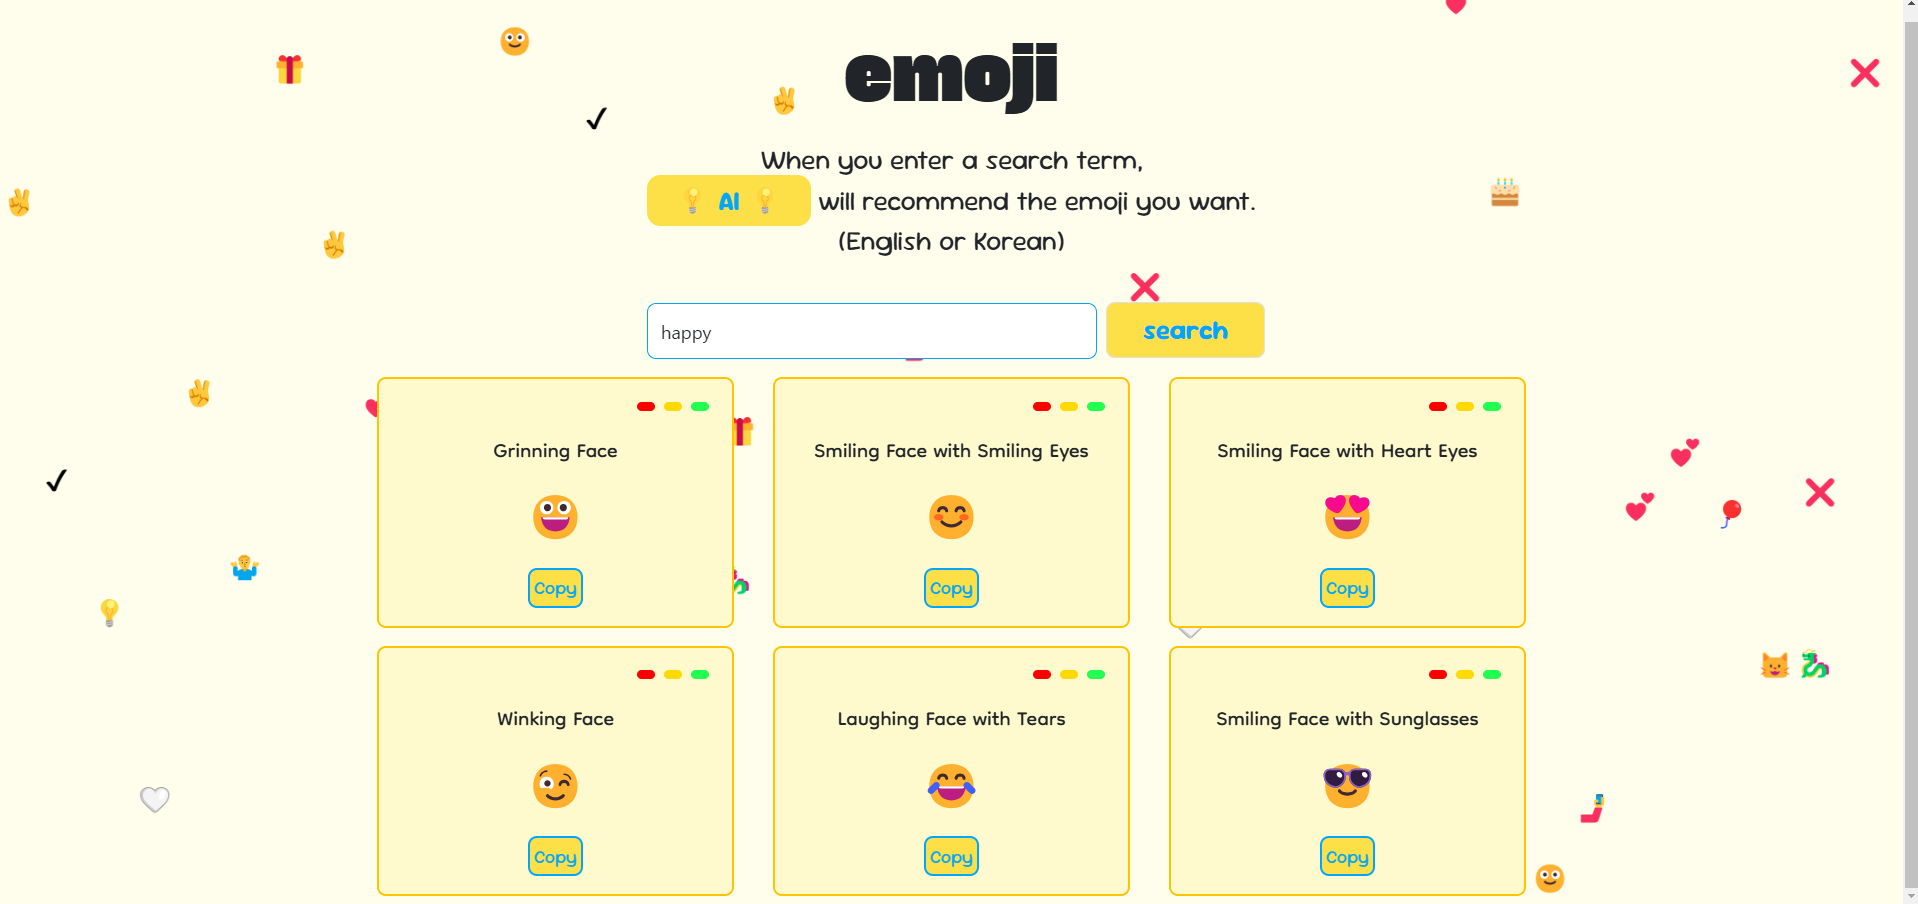 emoji
When you enter a search term,
AI will recommend the emoji you want.
(English or Korean)
happy search
Grinning Face
Copy
Smiling Face with Smiling Eyes
Copy
Smiling Face with Heart Eyes
Copy
Winking Face
Copy
Laughing Face with Tears
Copy
Smiling Face with Sunglasses
Copy